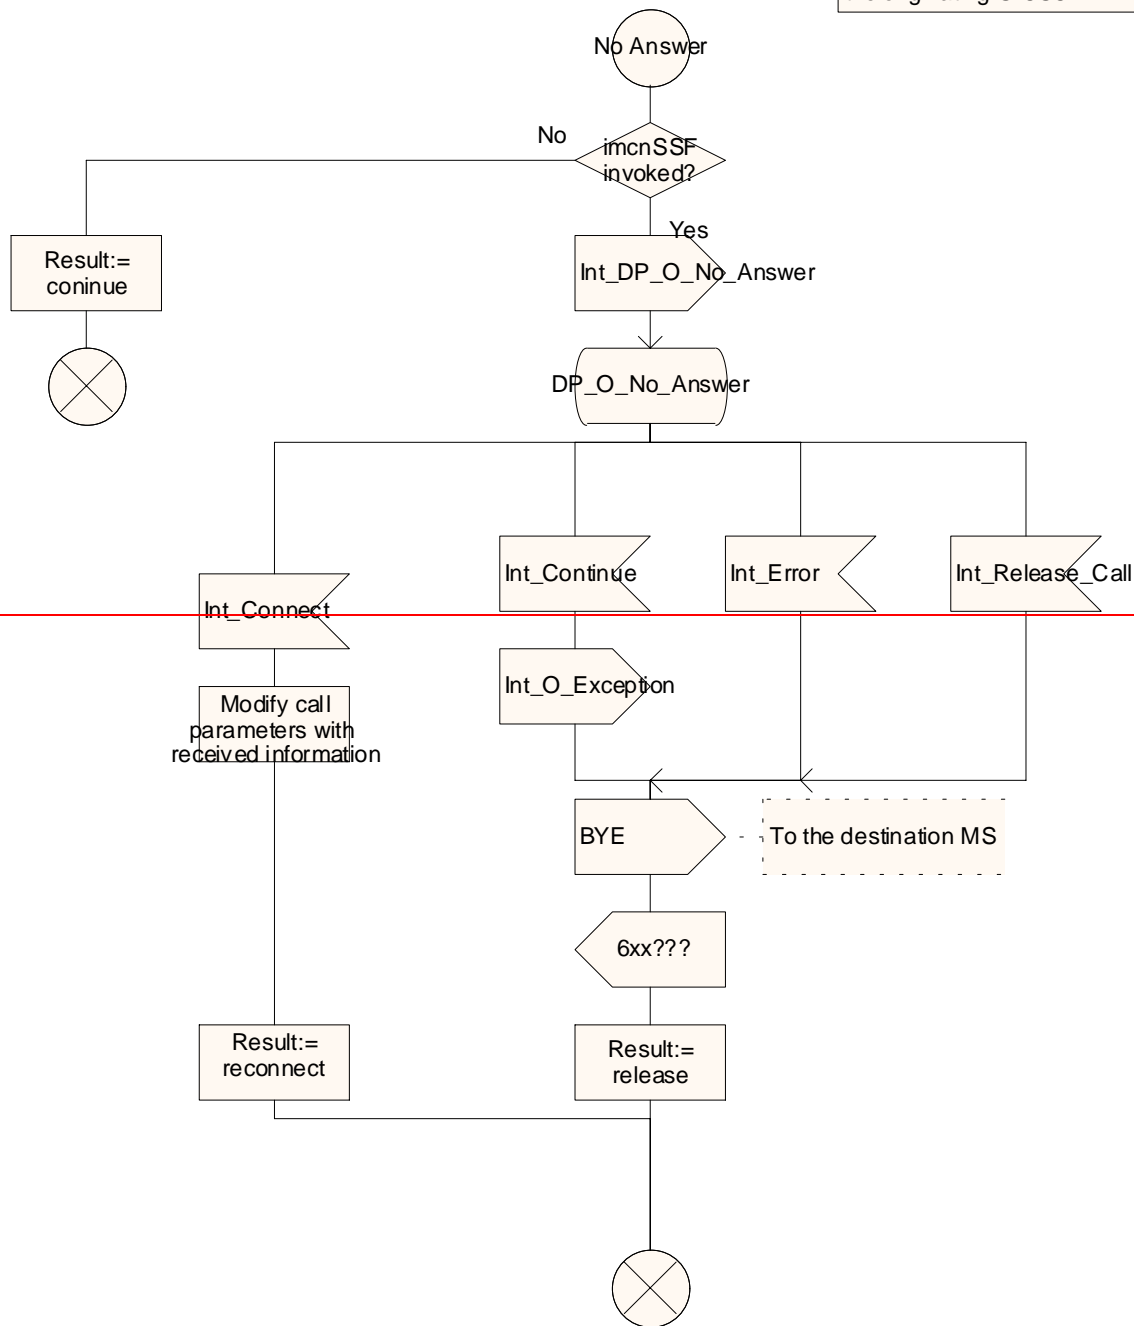 No Answer
No
imcnSSF
invoked?
Yes
Result:=
coninue
Int_DP_O_No_Answer
DP_O_No_Answer
Int_Continue
Int_Error
Int_Release_Call
Int_Connect
Int_O_Exception
Modify call
parameters with
received information
BYE
To the destination MS
6xx???
Result:=
reconnect
Result:=
release